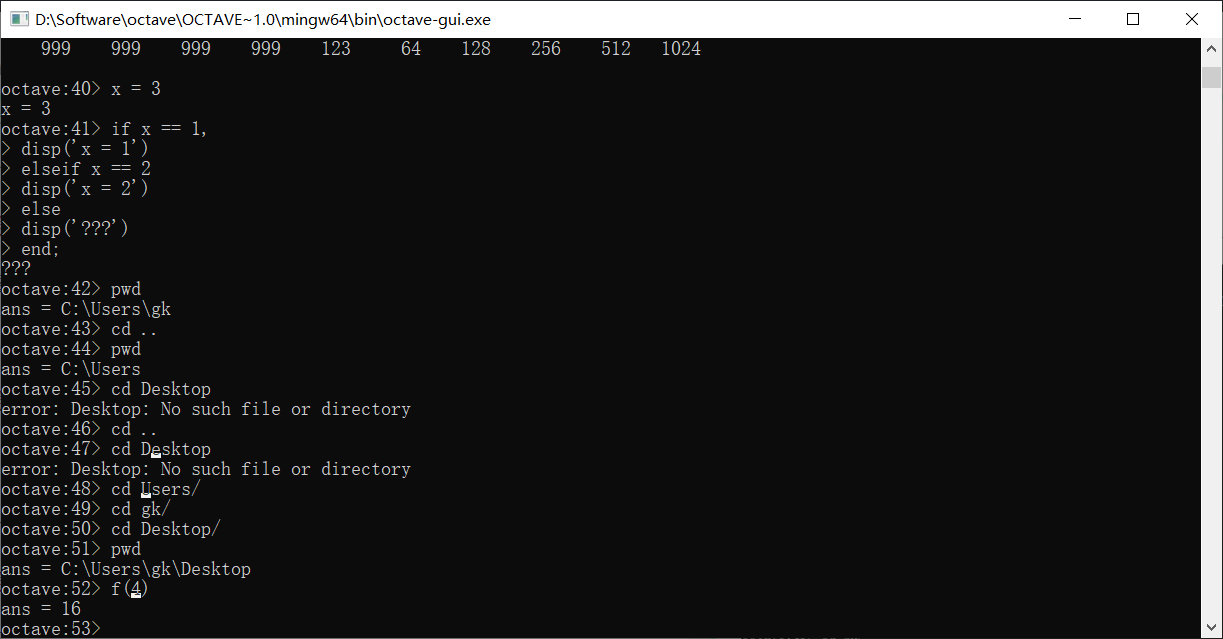 D:\Software\octave\OCTAVE~1.0\mingw64\bin\octave-gui.exe
999 999 999 999 123 64 128 256 512 1024
octave:40> x = 3
x = 3
octave:41> if x == 1,
> disp('x = 1')
> elseif x == 2
> disp('x = 2')
> else
> disp('???')
> end;
???
octave:42> pwd
ans = C:\Users\gk
octave:43> cd ..
octave:44> pwd
ans = C:\Users
octave:45> cd Desktop
error: Desktop: No such file or directory
octave:46> cd ..
octave:47> cd Desktop
error: Desktop: No such file or directory
octave:48> cd Users/
octave:49> cd gk/
octave:50> cd Desktop/
octave:51> pwd
ans = C:\Users\gk\Desktop
octave:52> f(4)
ans = 16
octave:53>